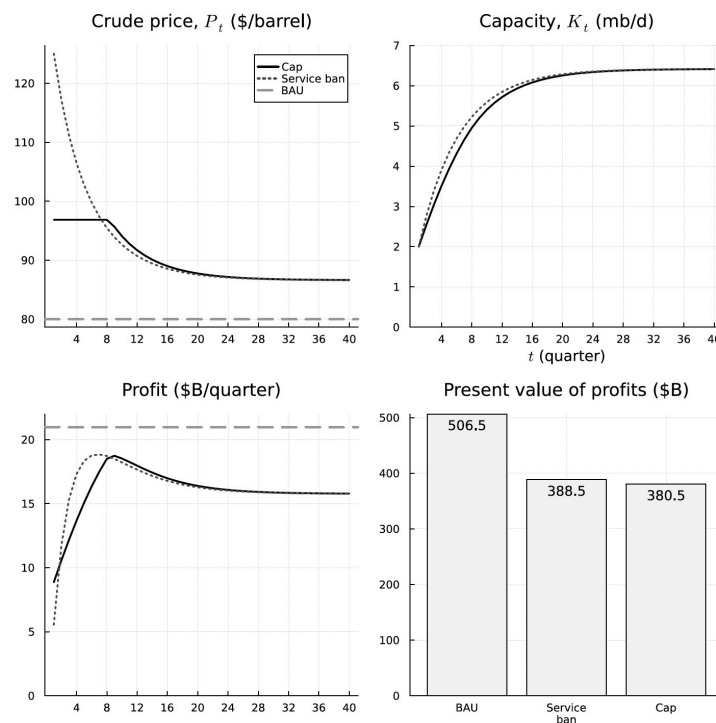 Crude price, P_t ($/barrel)
120
110
100
90
80
4 8 12 16 20 24 28 32 36 40
Cap
Service ban
BAU
Capacity, K_t (mb/d)
7
6
5
4
3
2
1
0
4 8 12 16 20 24 28 32 36 40
t (quarter)
Profit ($B/quarter)
20
15
10
5
0
4 8 12 16 20 24 28 32 36 40
Present value of profits ($B)
500
400
300
200
100
0
506.5
388.5
380.5
BAU
Service
ban
Cap